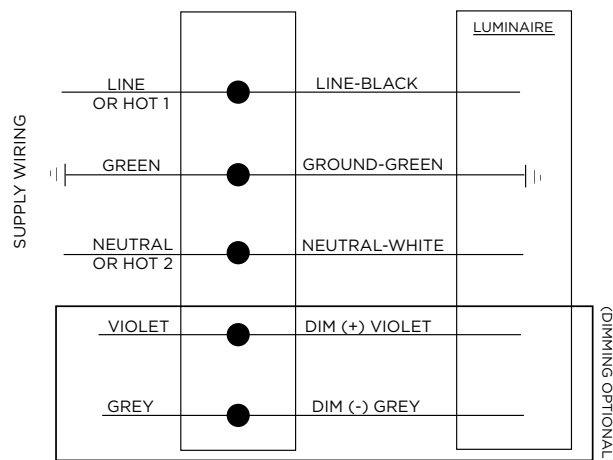 LUMINAIRE
SUPPLY WIRING
LINE
OR HOT 1
LINE-BLACK
GREEN
GROUND-GREEN
NEUTRAL
OR HOT 2
NEUTRAL-WHITE
VIOLET
DIM (+) VIOLET
GREY
DIM (-) GREY
(DIMMING OPTIONAL)